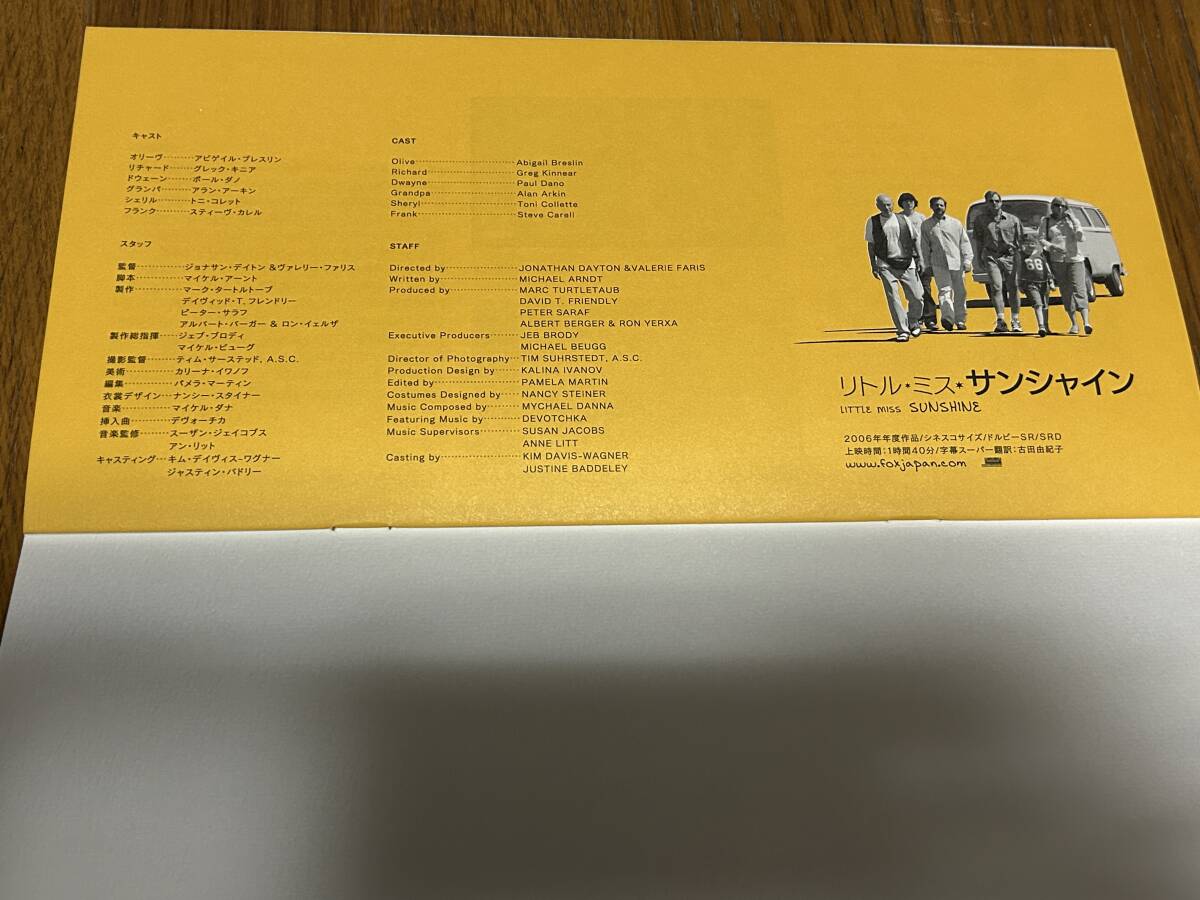 キャスト
オリーヴ………アビゲイル・ブレスリン
リチャード……グレック・キニア
ドウェーン……ポール・ダノ
グランパ………アラン・アーキン
シェリル………トニ・コレット
フランク………スティーヴ・カレル
スタッフ
監督……………ジョナサン・デイトン &ヴァレリー・ファリス
脚本……………マイケル・アーント
製作……………マーク・タートルトーブ
デイヴィッド・T. フレンドリー
ピーター・サラフ
アルバート・バーガー & ロン・イェルザ
製作総指揮……ジェブ・ブロディ
マイケル・ビューグ
撮影監督………ティム・サーステッド, A.S.C.
美術……………カリーナ・イワノフ
編集……………パメラ・マーティン
衣裳デザイン…ナンシー・スタイナー
音楽……………マイケル・ダナ
挿入曲…………デヴォーチカ
音楽監修………スーザン・ジェイコブス
アン・リット
キャスティング…キム・デイヴィス-ワグナー
ジャスティン・バドリー
CAST
Olive……………………………Abigail Breslin
Richard…………………………Greg Kinnear
Dwayne…………………………Paul Dano
Grandpa…………………………Alan Arkin
Sheryl……………………………Toni Collette
Frank……………………………Steve Carell
STAFF
Directed by……………………JONATHAN DAYTON &VALERIE FARIS
Written by………………………MICHAEL ARNDT
Produced by……………………MARC TURTLETAUB
DAVID T. FRIENDLY
PETER SARAF
ALBERT BERGER & RON YERXA
Executive Producers…………JEB BRODY
MICHAEL BEUGG
Director of Photography…TIM SUHRSTEDT, A.S.C.
Production Design by………KALINA IVANOV
Edited by………………………PAMELA MARTIN
Costumes Designed by……NANCY STEINER
Music Composed by…………MYCHAEL DANNA
Featuring Music by…………DEVOTCHKA
Music Supervisors……………SUSAN JACOBS
ANNE LITT
Casting by………………………KIM DAVIS-WAGNER
JUSTINE BADDELEY
68
リトル★ミス★サンシャイン
LITTLE MISS SUNSHINE
2006年年度作品/シネスコサイズ/ドルビーSR/SRD
上映時間:1時間40分/字幕スーパー翻訳:古田由紀子
www.foxjapan.com